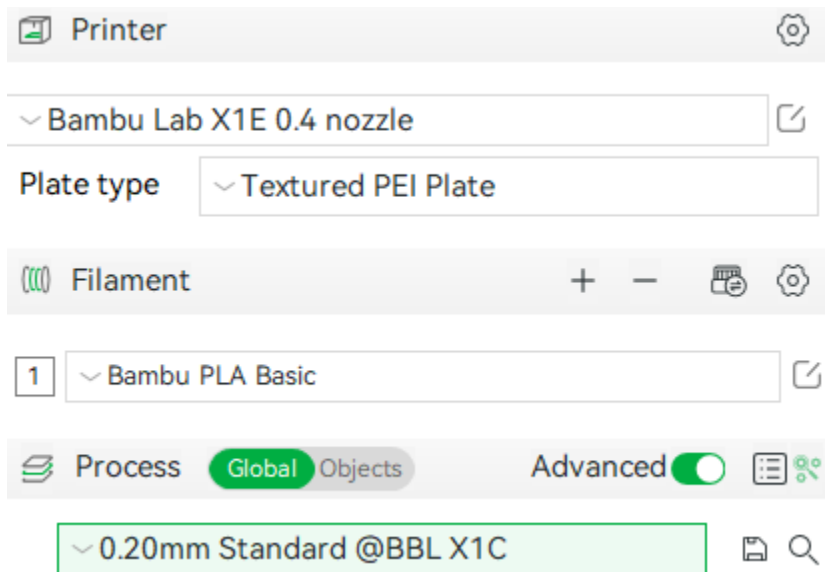 Printer
Bambu Lab X1E 0.4 nozzle
Plate type Textured PEI Plate
Filament
1 Bambu PLA Basic
Process Global Objects Advanced
0.20mm Standard @BBL X1C